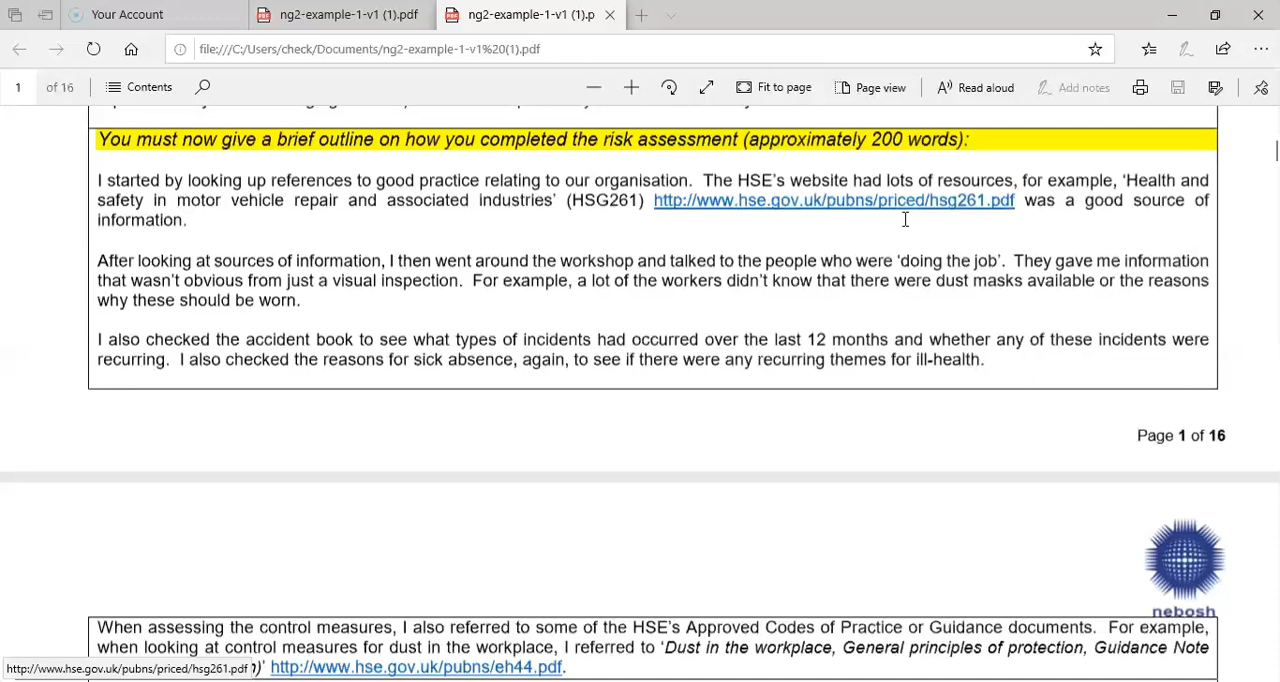 Your Account
ng2-example-1-v1 (1).pdf
ng2-example-1-v1 (1).p
file:///C:/Users/check/Documents/ng2-example-1-v1%20(1).pdf
1 of 16 Contents Fit to page Page view Read aloud Add notes
You must now give a brief outline on how you completed the risk assessment (approximately 200 words):
I started by looking up references to good practice relating to our organisation. The HSE's website had lots of resources, for example, 'Health and
safety in motor vehicle repair and associated industries' (HSG261) http://www.hse.gov.uk/pubns/priced/hsg261.pdf was a good source of
information.
After looking at sources of information, I then went around the workshop and talked to the people who were 'doing the job'. They gave me information
that wasn't obvious from just a visual inspection. For example, a lot of the workers didn't know that there were dust masks available or the reasons
why these should be worn.
I also checked the accident book to see what types of incidents had occurred over the last 12 months and whether any of these incidents were
recurring. I also checked the reasons for sick absence, again, to see if there were any recurring themes for ill-health.
Page 1 of 16
nebosh
When assessing the control measures, I also referred to some of the HSE's Approved Codes of Practice or Guidance documents. For example,
when looking at control measures for dust in the workplace, I referred to 'Dust in the workplace, General principles of protection, Guidance Note
)' http://www.hse.gov.uk/pubns/eh44.pdf.
http://www.hse.gov.uk/pubns/priced/hsg261.pdf